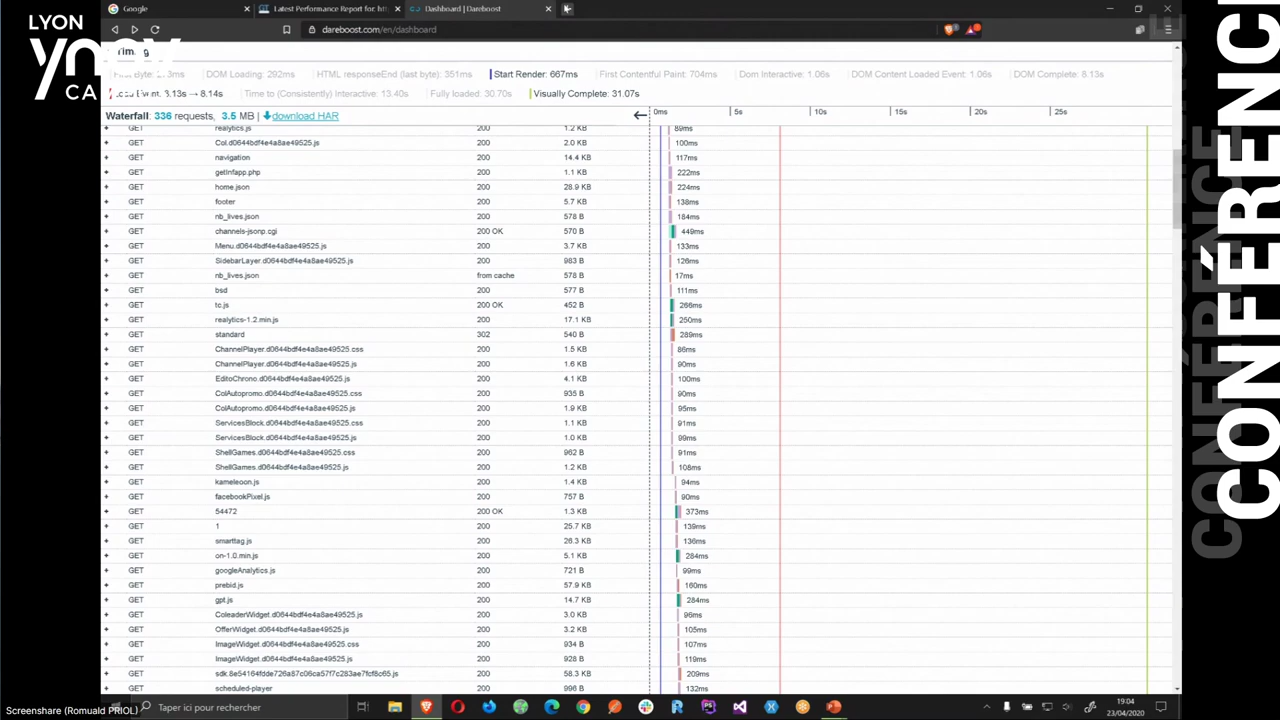 LYON
ynov
CA
CONFÉRENC
CONFÉRENCE
Google
Latest Performance Report for: htt
Dashboard | Dareboost
dareboost.com/en/dashboard
DOM Loading: 292ms
HTML responseEnd (last byte): 351ms
Start Render: 667ms
First Contentful Paint: 704ms
Dom Interactive: 1.06s
DOM Content Loaded Event: 1.06s
DOM Complete: 8.13s
8.13s → 8.14s
Time to (Consistently) Interactive: 13.40s
Fully loaded: 30.70s
Visually Complete: 31.07s
Waterfall: 336 requests, 3.5 MB | download HAR
0ms 5s 10s 15s 20s 25s
GET realytics.js 200 1.2 KB 89ms
GET Col.d0644bdf4e4a8ae49525.js 200 2.0 KB 100ms
GET navigation 200 14.4 KB 117ms
GET getInfapp.php 200 1.1 KB 222ms
GET home.json 200 28.9 KB 224ms
GET footer 200 5.7 KB 138ms
GET nb_lives.json 200 578 B 184ms
GET channels-jsonp.cgi 200 OK 570 B 449ms
GET Menu.d0644bdf4e4a8ae49525.js 200 3.7 KB 133ms
GET SidebarLayer.d0644bdf4e4a8ae49525.js 200 983 B 126ms
GET nb_lives.json from cache 578 B 17ms
GET bsd 200 577 B 111ms
GET tc.js 200 OK 452 B 266ms
GET realytics-1.2.min.js 200 17.1 KB 250ms
GET standard 302 540 B 289ms
GET ChannelPlayer.d0644bdf4e4a8ae49525.css 200 1.5 KB 86ms
GET ChannelPlayer.d0644bdf4e4a8ae49525.js 200 1.6 KB 90ms
GET EditoChrono.d0644bdf4e4a8ae49525.js 200 4.1 KB 100ms
GET ColAutopromo.d0644bdf4e4a8ae49525.css 200 935 B 90ms
GET ColAutopromo.d0644bdf4e4a8ae49525.js 200 1.9 KB 95ms
GET ServicesBlock.d0644bdf4e4a8ae49525.css 200 1.1 KB 91ms
GET ServicesBlock.d0644bdf4e4a8ae49525.js 200 1.0 KB 99ms
GET ShellGames.d0644bdf4e4a8ae49525.css 200 962 B 91ms
GET ShellGames.d0644bdf4e4a8ae49525.js 200 1.2 KB 108ms
GET kameleoon.js 200 1.4 KB 94ms
GET facebookPixel.js 200 757 B 90ms
GET 54472 200 OK 1.3 KB 373ms
GET 1 200 25.7 KB 139ms
GET smarttag.js 200 26.3 KB 136ms
GET on-1.0.min.js 200 5.1 KB 284ms
GET googleAnalytics.js 200 721 B 99ms
GET prebid.js 200 57.9 KB 160ms
GET gpt.js 200 14.7 KB 284ms
GET ColeaderWidget.d0644bdf4e4a8ae49525.js 200 3.0 KB 96ms
GET OfferWidget.d0644bdf4e4a8ae49525.js 200 3.2 KB 105ms
GET ImageWidget.d0644bdf4e4a8ae49525.css 200 934 B 107ms
GET ImageWidget.d0644bdf4e4a8ae49525.js 200 928 B 119ms
GET sdk.8e54164fdde726a87c06ca57f7c283ae7fcf8c65.js 200 58.3 KB 209ms
GET scheduled-player 200 996 B 132ms
Taper ici pour rechercher
19:04
23/04/2020
Screenshare (Romuald PRIOL)